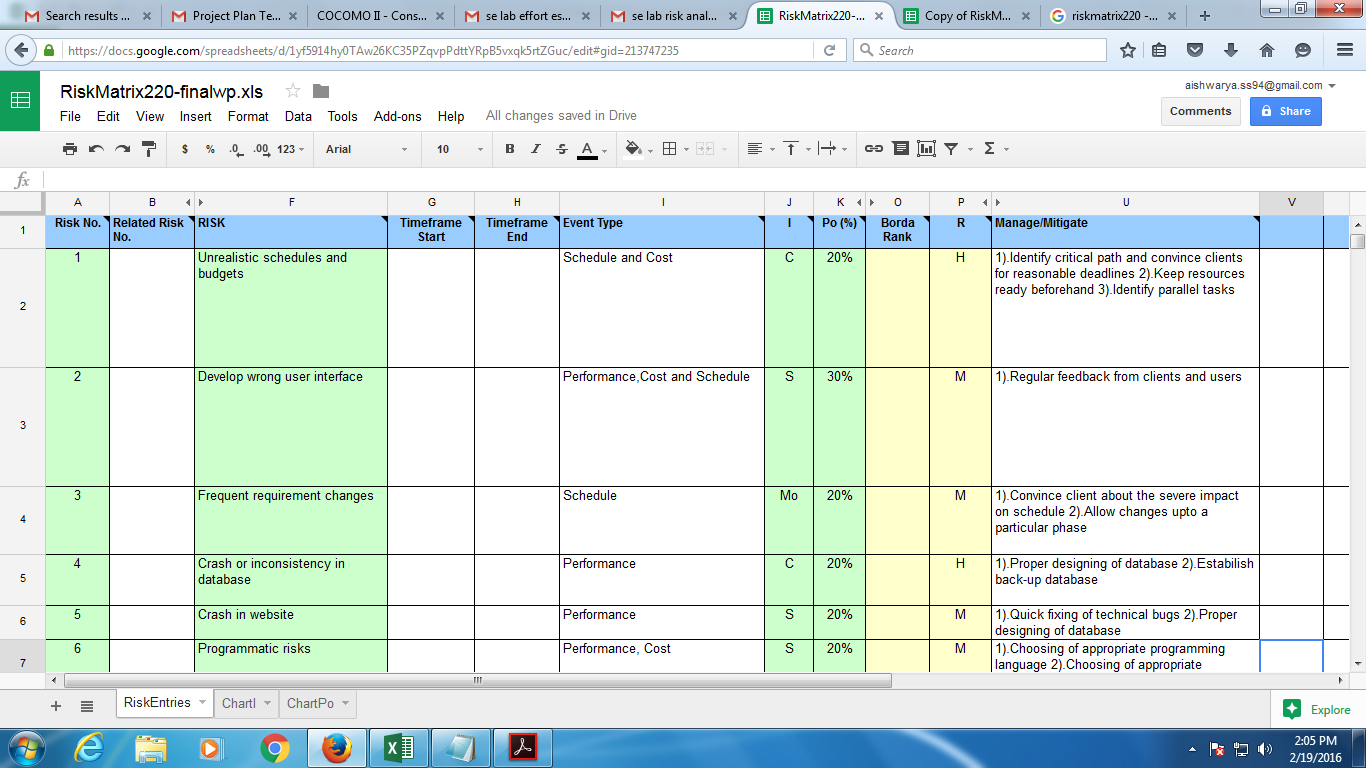 Search results ...
Project Plan Te...
COCOMO II - Cons...
se lab effort es...
se lab risk anal...
RiskMatrix220-...
Copy of RiskM...
riskmatrix220 -...
https://docs.google.com/spreadsheets/d/1yf5914hy0TAw26KC35PZqvpPdttYRpB5vxqk5rtZGuc/edit#gid=213747235
Search
RiskMatrix220-finalwp.xls
aishwarya.ss94@gmail.com
File Edit View Insert Format Data Tools Add-ons Help All changes saved in Drive
Comments
Share
$ % .0 .00 123 Arial 10 B I S A Σ
fx
A B F G H I J K O P U V
1 Risk No. Related Risk No. RISK Timeframe Start Timeframe End Event Type I Po (%) Borda Rank R Manage/Mitigate
2 1 Unrealistic schedules and budgets Schedule and Cost C 20% H 1).Identify critical path and convince clients for reasonable deadlines 2).Keep resources ready beforehand 3).Identify parallel tasks
3 2 Develop wrong user interface Performance,Cost and Schedule S 30% M 1).Regular feedback from clients and users
4 3 Frequent requirement changes Schedule Mo 20% M 1).Convince client about the severe impact on schedule 2).Allow changes upto a particular phase
5 4 Crash or inconsistency in database Performance C 20% H 1).Proper designing of database 2).Estabilish back-up database
6 5 Crash in website Performance S 20% M 1).Quick fixing of technical bugs 2).Proper designing of database
7 6 Programmatic risks Performance, Cost S 20% M 1).Choosing of appropriate programming language 2).Choosing of appropriate
RiskEntries ChartI ChartPo
Explore
2:05 PM
2/19/2016